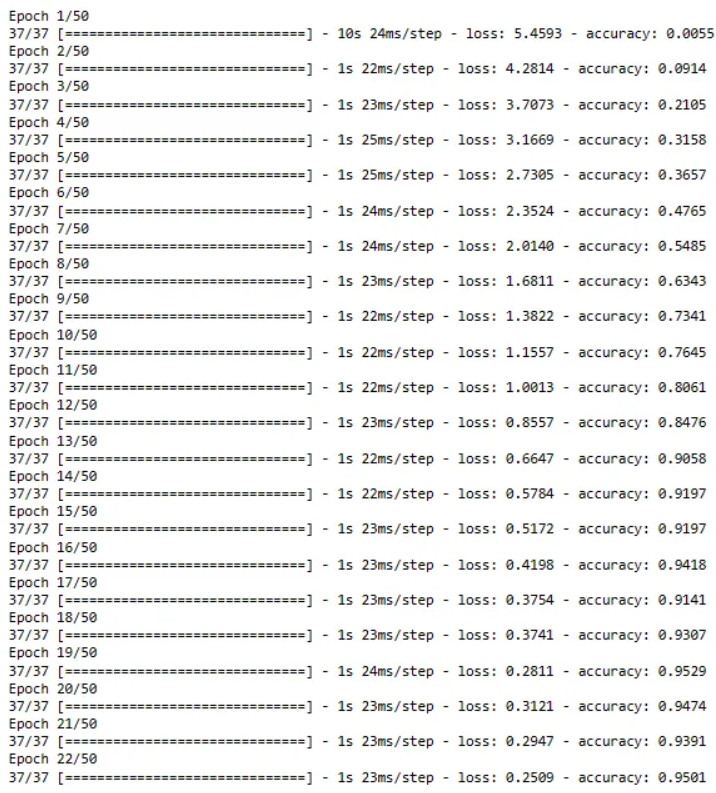 Epoch 1/50
37/37 [==============================] - 10s 24ms/step - loss: 5.4593 - accuracy: 0.0055
Epoch 2/50
37/37 [==============================] - 1s 22ms/step - loss: 4.2814 - accuracy: 0.0914
Epoch 3/50
37/37 [==============================] - 1s 23ms/step - loss: 3.7073 - accuracy: 0.2105
Epoch 4/50
37/37 [==============================] - 1s 25ms/step - loss: 3.1669 - accuracy: 0.3158
Epoch 5/50
37/37 [==============================] - 1s 25ms/step - loss: 2.7305 - accuracy: 0.3657
Epoch 6/50
37/37 [==============================] - 1s 24ms/step - loss: 2.3524 - accuracy: 0.4765
Epoch 7/50
37/37 [==============================] - 1s 24ms/step - loss: 2.0140 - accuracy: 0.5485
Epoch 8/50
37/37 [==============================] - 1s 23ms/step - loss: 1.6811 - accuracy: 0.6343
Epoch 9/50
37/37 [==============================] - 1s 22ms/step - loss: 1.3822 - accuracy: 0.7341
Epoch 10/50
37/37 [==============================] - 1s 22ms/step - loss: 1.1557 - accuracy: 0.7645
Epoch 11/50
37/37 [==============================] - 1s 22ms/step - loss: 1.0013 - accuracy: 0.8061
Epoch 12/50
37/37 [==============================] - 1s 23ms/step - loss: 0.8557 - accuracy: 0.8476
Epoch 13/50
37/37 [==============================] - 1s 22ms/step - loss: 0.6647 - accuracy: 0.9058
Epoch 14/50
37/37 [==============================] - 1s 22ms/step - loss: 0.5784 - accuracy: 0.9197
Epoch 15/50
37/37 [==============================] - 1s 23ms/step - loss: 0.5172 - accuracy: 0.9197
Epoch 16/50
37/37 [==============================] - 1s 23ms/step - loss: 0.4198 - accuracy: 0.9418
Epoch 17/50
37/37 [==============================] - 1s 23ms/step - loss: 0.3754 - accuracy: 0.9141
Epoch 18/50
37/37 [==============================] - 1s 23ms/step - loss: 0.3741 - accuracy: 0.9307
Epoch 19/50
37/37 [==============================] - 1s 24ms/step - loss: 0.2811 - accuracy: 0.9529
Epoch 20/50
37/37 [==============================] - 1s 23ms/step - loss: 0.3121 - accuracy: 0.9474
Epoch 21/50
37/37 [==============================] - 1s 23ms/step - loss: 0.2947 - accuracy: 0.9391
Epoch 22/50
37/37 [==============================] - 1s 23ms/step - loss: 0.2509 - accuracy: 0.9501